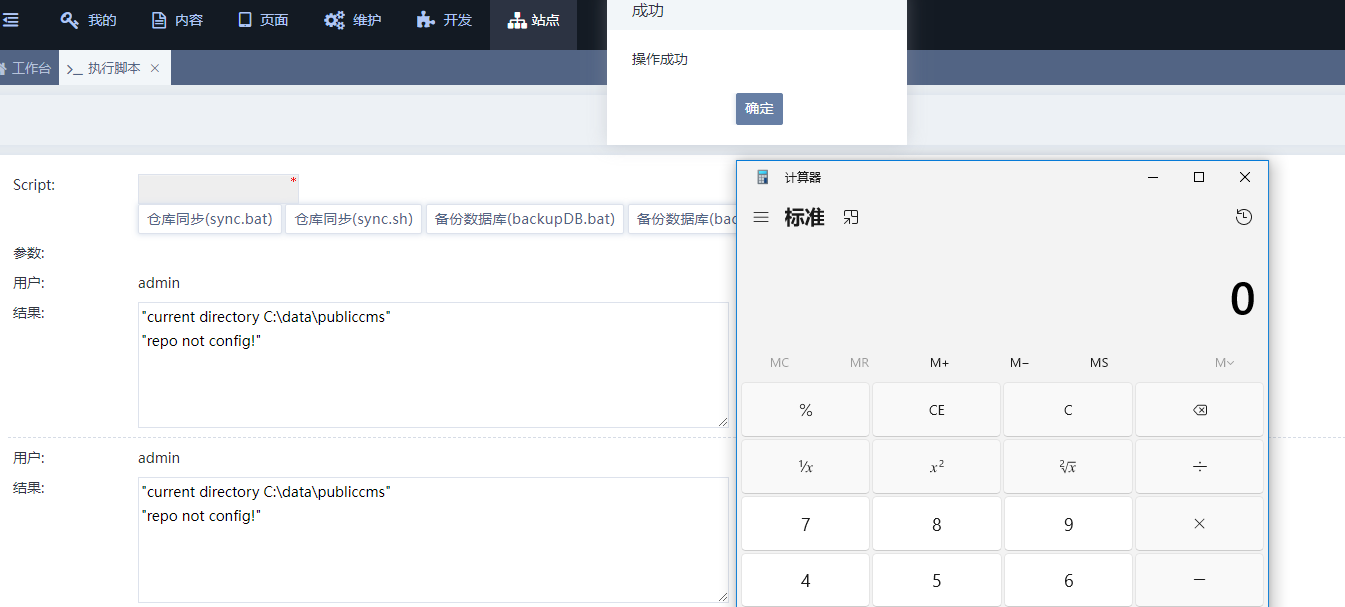 我的 内容 页面 维护 开发 站点
成功
工作台 执行脚本
操作成功
确定
Script: *
仓库同步(sync.bat) 仓库同步(sync.sh) 备份数据库(backupDB.bat) 备份数据库(bac
参数:
用户: admin
结果: "current directory C:\data\publiccms"
"repo not config!"
用户: admin
结果: "current directory C:\data\publiccms"
"repo not config!"
计算器
标准
0
MC MR M+ M− MS M
% CE C
¹/x x² ²√x ÷
7 8 9 ×
4 5 6 −